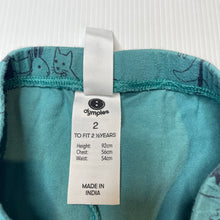 dymples
2
TO FIT 2 ½YEARS
Height: 92cm
Chest: 56cm
Waist: 54cm
MADE IN
INDIA